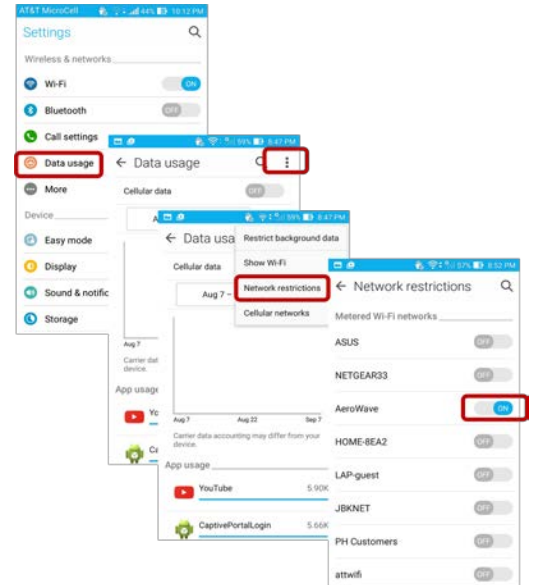 AT&T MicroCell 44% 10:12 PM
Settings
Wireless & networks
Wi-Fi ON
Bluetooth OFF
Call settings
Data usage
More
Device
Easy mode
Display
Sound & notific
Storage
59% 8:47 PM
Data usage
Cellular data OFF
A
Aug 7
Carrier dat
device.
App usage
Yo
Ca
59% 8:47 PM
Data usa
Restrict background data
Show Wi-Fi
Network restrictions
Cellular networks
Cellular data
Aug 7 –
Aug 7 Aug 22 Sep 7
Carrier data accounting may differ from your
device.
App usage
YouTube 5.90K
CaptivePortalLogin 5.66K
57% 8:52 PM
Network restrictions
Metered Wi-Fi networks
ASUS OFF
NETGEAR33 OFF
AeroWave ON
HOME-8EA2 OFF
LAP-guest OFF
JBKNET OFF
PH Customers OFF
attwifi OFF